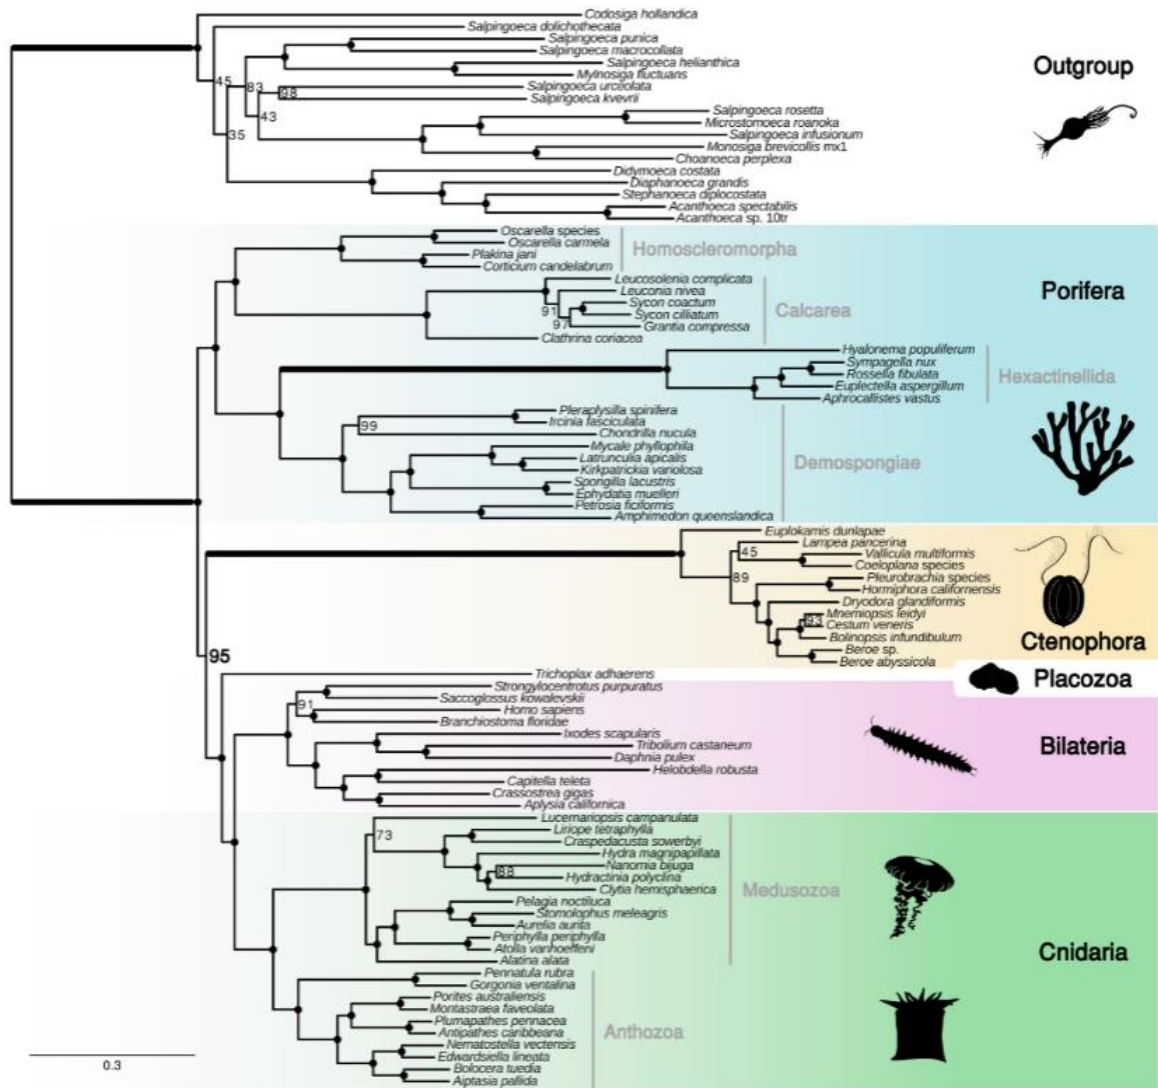 Codosiga hollandica
Salpingoeca dolichothecata
Salpingoeca punica
Salpingoeca macrocollata
Salpingoeca helianthica
Mylnosiga fluctuans
45
83
98
Salpingoeca urceolata
Salpingoeca kvevrii
43
35
Salpingoeca rosetta
Microstomoeca roanoka
Salpingoeca infusionum
Monosiga brevicollis mx1
Choanoeca perplexa
Didymoeca costata
Diaphanoeca grandis
Stephanoeca diplocostata
Acanthoeca spectabilis
Acanthoeca sp. 10tr
Outgroup
Oscarella species
Oscarella carmela
Plakina jani
Corticium candelabrum
Homoscleromorpha
Leucosolenia complicata
Leuconia nivea
Sycon coactum
91
Sycon cilliatum
97
Grantia compressa
Clathrina coriacea
Calcarea
Porifera
Hyalonema populiferum
Sympagella nux
Rossella fibulata
Euplectella aspergillum
Aphrocallistes vastus
Hexactinellida
Pleraplysilla spinifera
Ircinia fasciculata
99
Chondrilla nucula
Mycale phyllophila
Latrunculia apicalis
Kirkpatrickia variolosa
Spongilla lacustris
Ephydatia muelleri
Petrosia ficiformis
Amphimedon queenslandica
Demospongiae
Euplokamis dunlapae
Lampea pancerina
45
Vallicula multiformis
Coeloplana species
89
Pleurobrachia species
Hormiphora californensis
Dryodora glandiformis
Mnemiopsis leidyi
93
Cestum veneris
Bolinopsis infundibulum
Beroe sp.
Beroe abyssicola
Ctenophora
95
Trichoplax adhaerens
Placozoa
Strongylocentrotus purpuratus
Saccoglossus kowalevskii
91
Homo sapiens
Branchiostoma floridae
Ixodes scapularis
Tribolium castaneum
Daphnia pulex
Helobdella robusta
Capitella teleta
Crassostrea gigas
Aplysia californica
Bilateria
Lucernariopsis campanulata
73
Liriope tetraphylla
Craspedacusta sowerbyi
Hydra magnipapillata
Nanomia bijuga
88
Hydractinia polyclina
Clytia hemisphaerica
Pelagia noctiluca
Stomolophus meleagris
Aurelia aurita
Periphylla periphylla
Atolla vanhoeffeni
Alatina alata
Medusozoa
Cnidaria
Pennatula rubra
Gorgonia ventalina
Porites australiensis
Montastraea faveolata
Plumapathes pennacea
Antipathes caribbeana
Nematostella vectensis
Edwardsiella lineata
Bolocera tuedia
Aiptasia pallida
Anthozoa
0.3